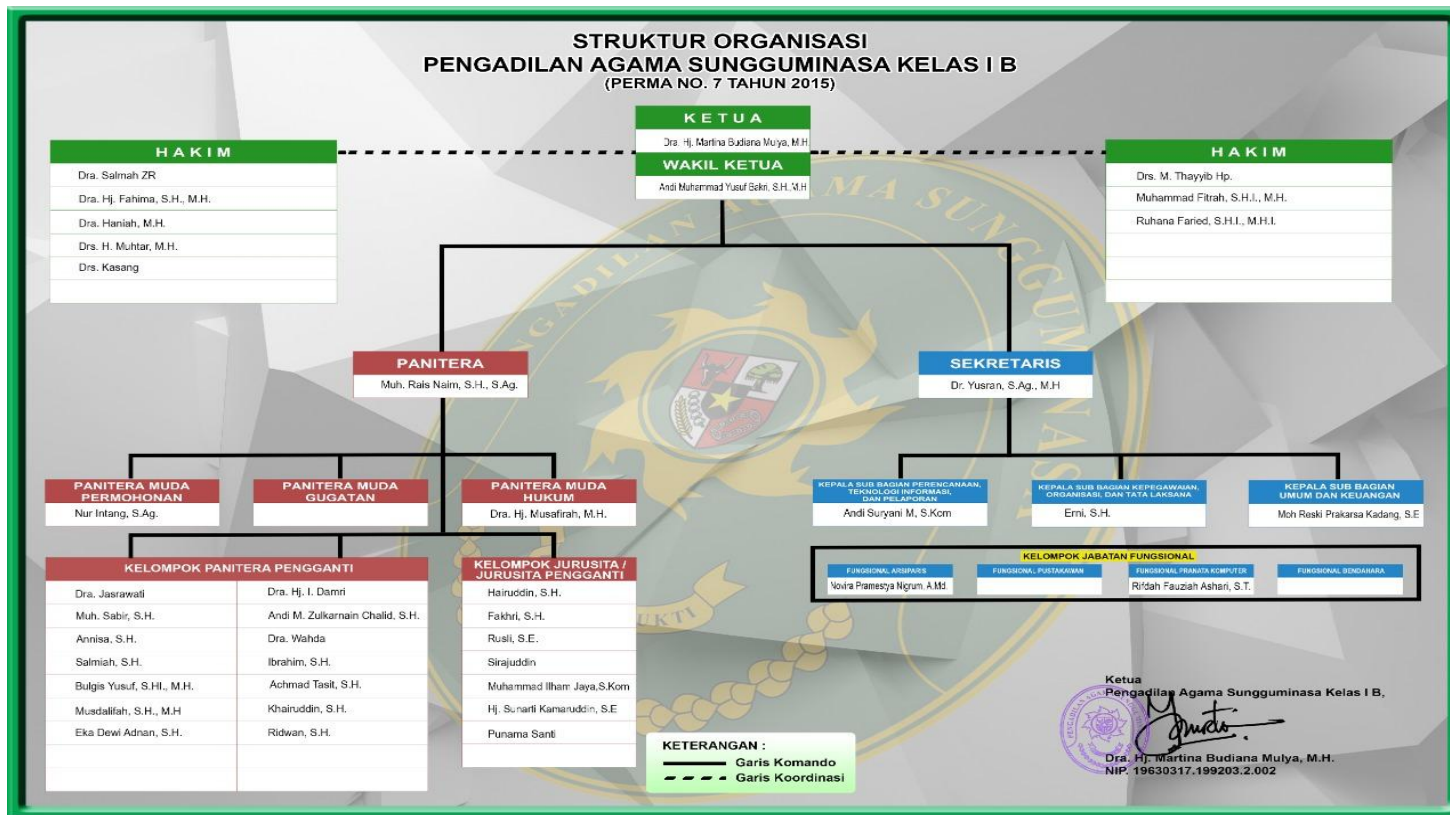 STRUKTUR ORGANISASI
PENGADILAN AGAMA SUNGGUMINASA KELAS I B
(PERMA NO. 7 TAHUN 2015)
KETUA
Dra. Hj. Martina Budiana Mulya, M.H.
WAKIL KETUA
Andi Muhammad Yusuf Bakri, S.H.,M.H
HAKIM
Dra. Salmah ZR
Dra. Hj. Fahima, S.H., M.H.
Dra. Haniah, M.H.
Drs. H. Muhtar, M.H.
Drs. Kasang
HAKIM
Drs. M. Thayyib Hp.
Muhammad Fitrah, S.H.I., M.H.
Ruhana Faried, S.H.I., M.H.I.
PENGADILAN AGAMA SUNGGUMINASA
PANITERA
Muh. Rais Naim, S.H., S.Ag.
SEKRETARIS
Dr. Yusran, S.Ag., M.H
PANITERA MUDA
PERMOHONAN
Nur Intang, S.Ag.
PANITERA MUDA
GUGATAN
PANITERA MUDA
HUKUM
Dra. Hj. Musafirah, M.H.
KEPALA SUB BAGIAN PERENCANAAN,
TEKNOLOGI INFORMASI,
DAN PELAPORAN
Andi Suryani M, S.Kom
KEPALA SUB BAGIAN KEPEGAWAIAN,
ORGANISASI, DAN TATA LAKSANA
Erni, S.H.
KEPALA SUB BAGIAN
UMUM DAN KEUANGAN
Moh Reski Prakarsa Kadang, S.E
KELOMPOK PANITERA PENGGANTI
Dra. Jasrawati
Muh. Sabir, S.H.
Annisa, S.H.
Salmiah, S.H.
Bulgis Yusuf, S.HI., M.H.
Musdalifah, S.H., M.H
Eka Dewi Adnan, S.H.
Dra. Hj. I. Damri
Andi M. Zulkarnain Chalid, S.H.
Dra. Wahda
Ibrahim, S.H.
Achmad Tasit, S.H.
Khairuddin, S.H.
Ridwan, S.H.
KELOMPOK JURUSITA /
JURUSITA PENGGANTI
Hairuddin, S.H.
Fakhri, S.H.
Rusli, S.E.
Sirajuddin
Muhammad Ilham Jaya,S.Kom
Hj. Sunarti Kamaruddin, S.E
Purnama Santi
KELOMPOK JABATAN FUNGSIONAL
FUNGSIONAL ARSIPARIS
Novira Pramestya Nigrum, A.Md.
FUNGSIONAL PUSTAKAWAN
FUNGSIONAL PRANATA KOMPUTER
Rifdah Fauziah Ashari, S.T.
FUNGSIONAL BENDAHARA
KETERANGAN :
Garis Komando
Garis Koordinasi
Ketua
Pengadilan Agama Sungguminasa Kelas I B,
Dra. Hj. Martina Budiana Mulya, M.H.
NIP. 19630317.199203.2.002